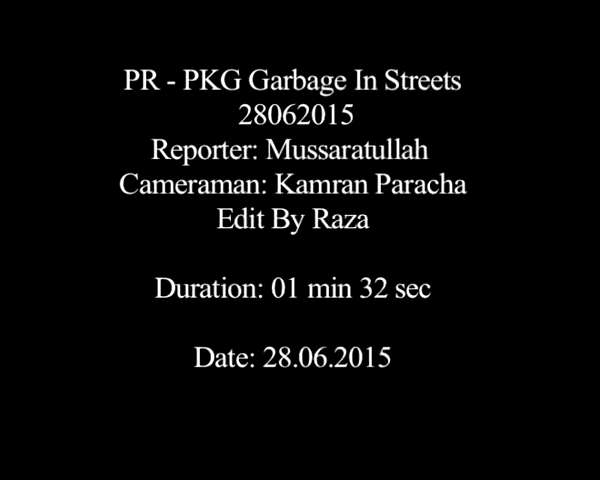 PR - PKG Garbage In Streets
28062015
Reporter: Mussaratullah
Cameraman: Kamran Paracha
Edit By Raza
Duration: 01 min 32 sec
Date: 28.06.2015